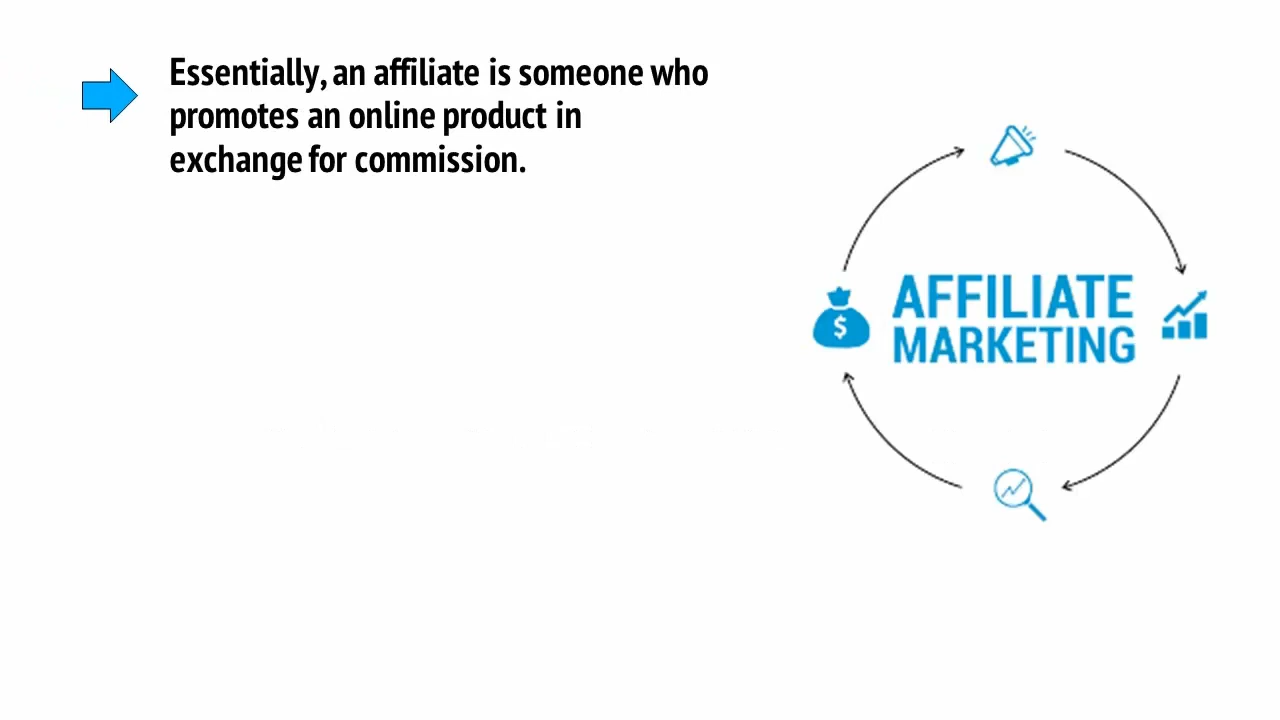 Essentially, an affiliate is someone who
promotes an online product in
exchange for commission.
AFFILIATE
MARKETING
$